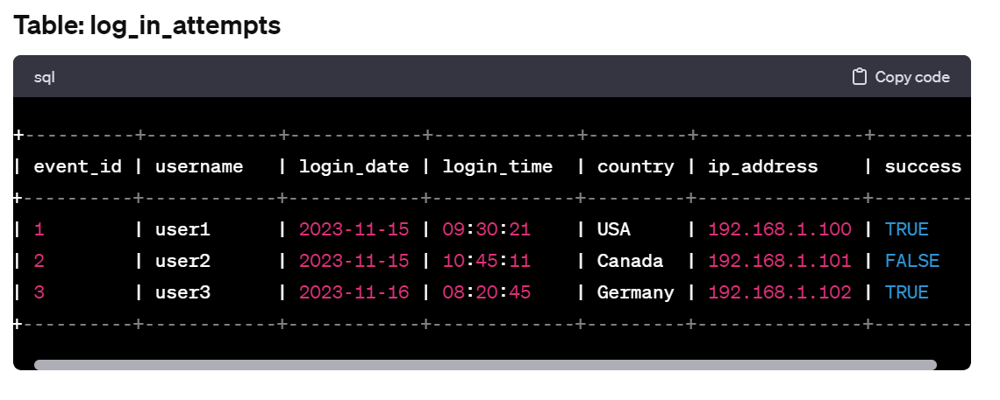 Table: log_in_attempts
sql Copy code
+----------+------------+-------------+-------------+---------+----------------+---------
| event_id | username | login_date | login_time | country | ip_address | success
+----------+------------+-------------+-------------+---------+----------------+---------
| 1 | user1 | 2023-11-15 | 09:30:21 | USA | 192.168.1.100 | TRUE
| 2 | user2 | 2023-11-15 | 10:45:11 | Canada | 192.168.1.101 | FALSE
| 3 | user3 | 2023-11-16 | 08:20:45 | Germany | 192.168.1.102 | TRUE
+----------+------------+-------------+-------------+---------+----------------+---------